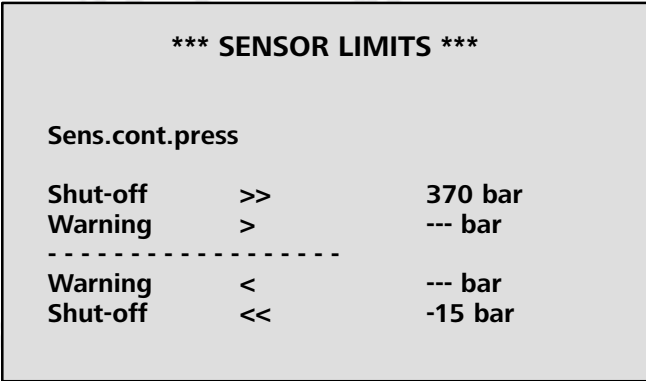 *** SENSOR LIMITS ***
Sens.cont.press
Shut-off >> 370 bar
Warning > --- bar
- - - - - - - - - - - - - - - - - - -
Warning < --- bar
Shut-off << -15 bar